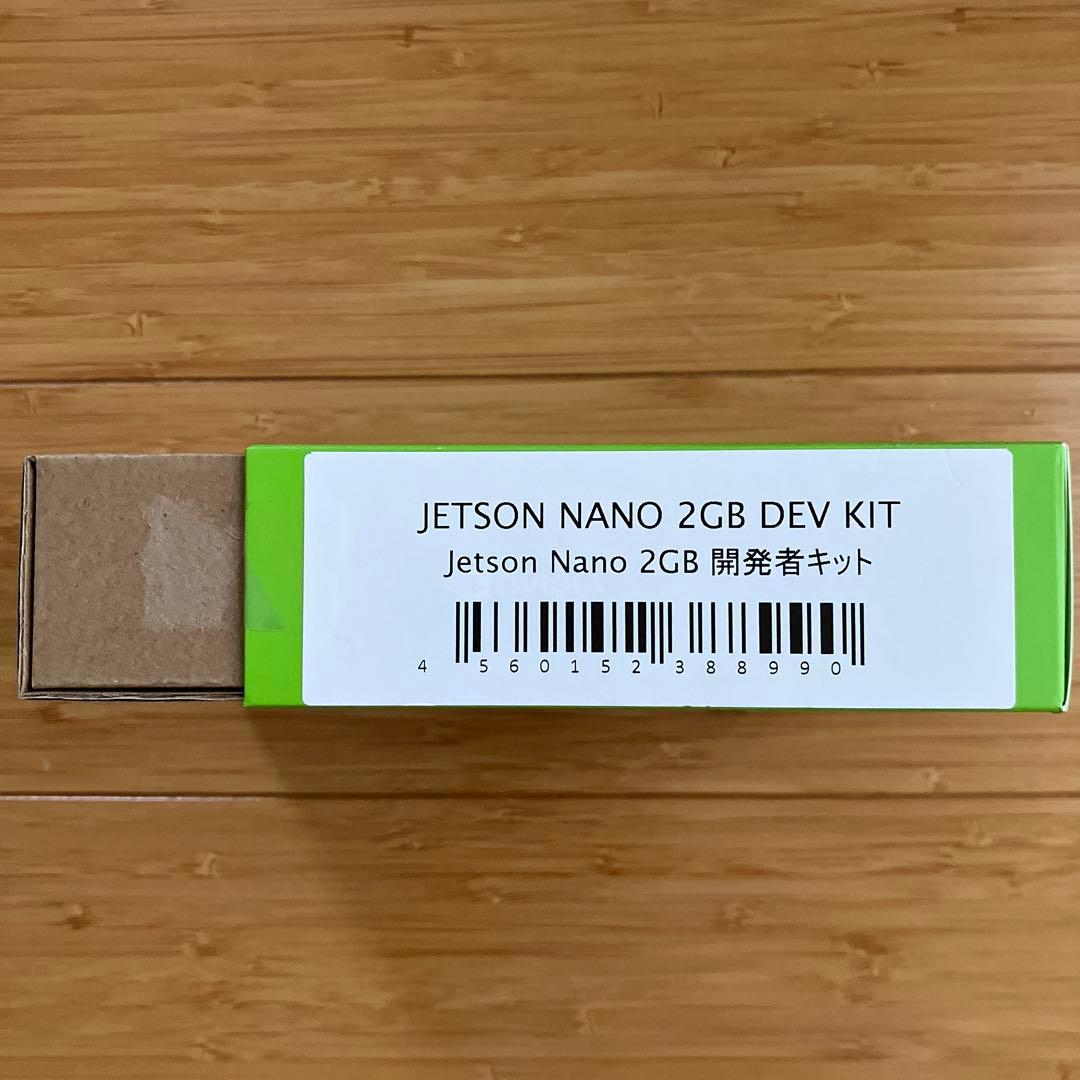 JETSON NANO 2GB DEV KIT
Jetson Nano 2GB 開発者キット
4 560152 388990